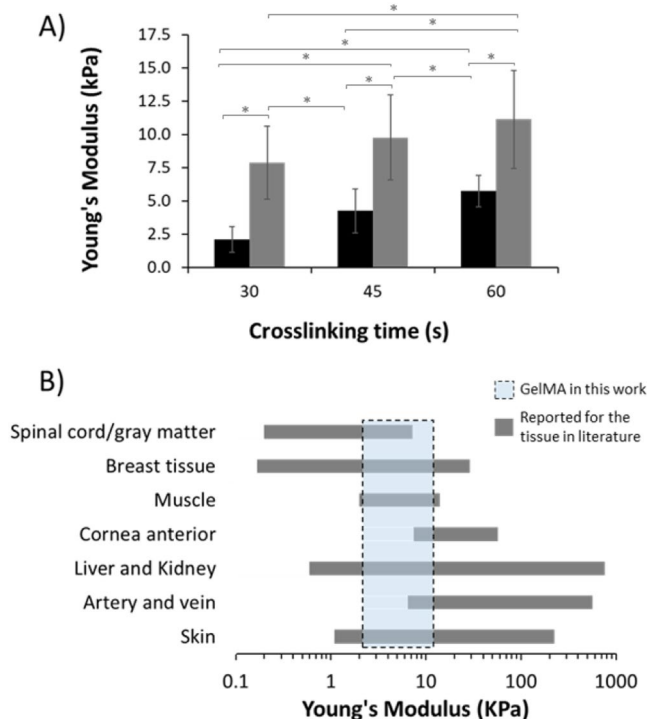 A)
Young's Modulus (kPa)
17.5
15.0
12.5
10.0
7.5
5.0
2.5
0.0
*
*
*
*
*
*
*
*
*
30
45
60
Crosslinking time (s)
B)
GelMA in this work
Reported for the
tissue in literature
Spinal cord/gray matter
Breast tissue
Muscle
Cornea anterior
Liver and Kidney
Artery and vein
Skin
0.1
1
10
100
1000
Young's Modulus (KPa)